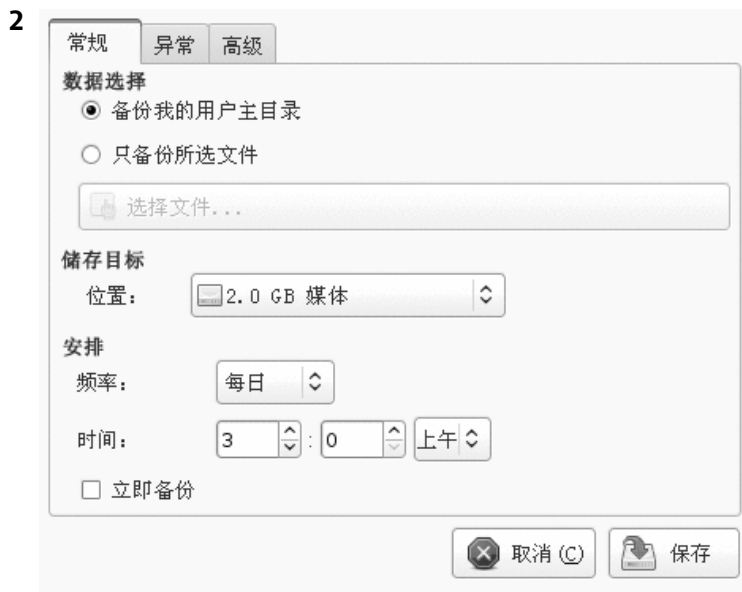 2
常规 异常 高级
数据选择
备份我的用户主目录
只备份所选文件
选择文件...
储存目标
位置: 2.0 GB 媒体
安排
频率: 每日
时间: 3 : 0 上午
立即备份
取消(C) 保存